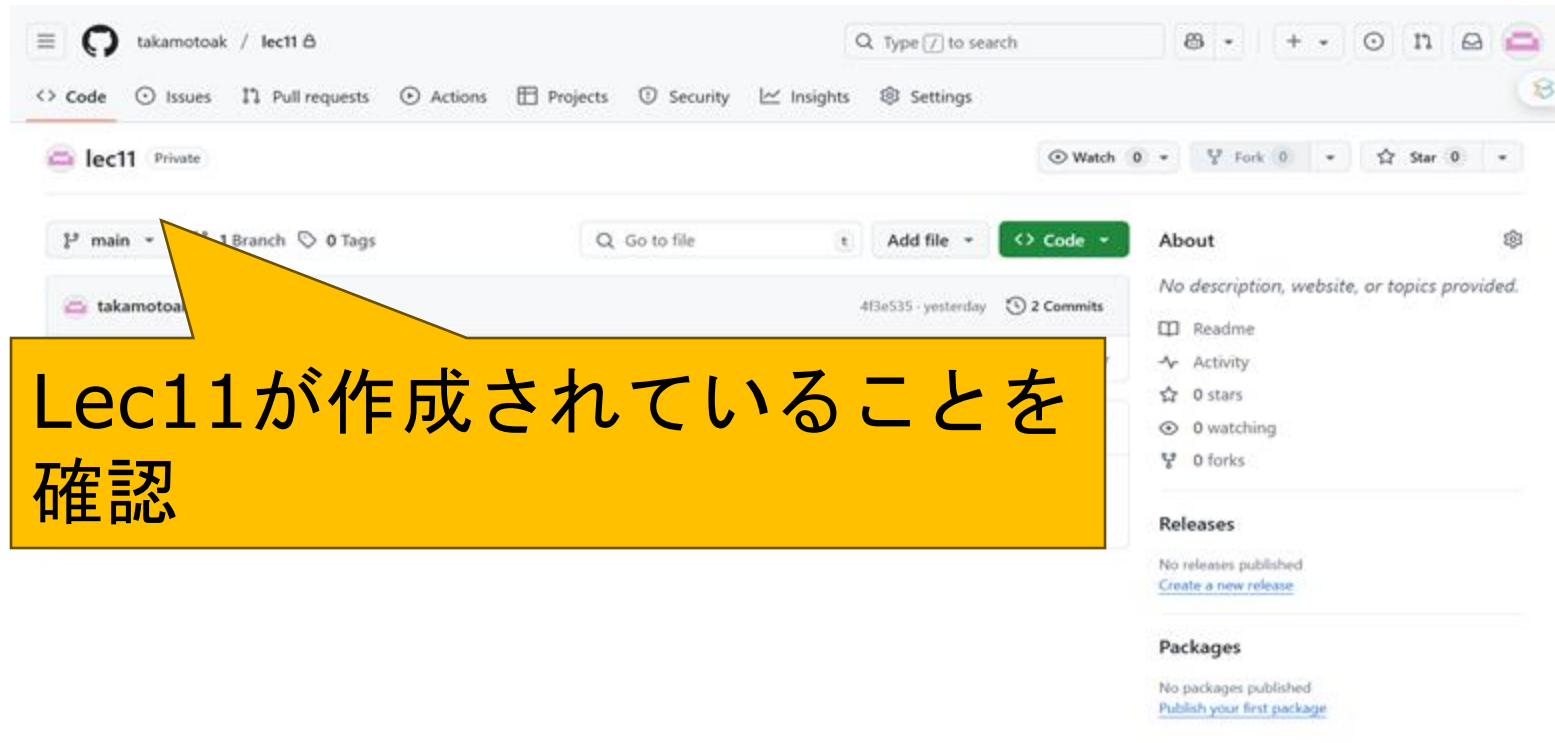 takamotoak / lec11
Type / to search
Code Issues Pull requests Actions Projects Security Insights Settings
lec11 Private
Watch 0 Fork 0 Star 0
main 1 Branch 0 Tags
Go to file t Add file Code
About
No description, website, or topics provided.
4f3e535 · yesterday 2 Commits
Readme
Activity
0 stars
0 watching
0 forks
Lec11が作成されていることを
確認
Releases
No releases published
Create a new release
Packages
No packages published
Publish your first package